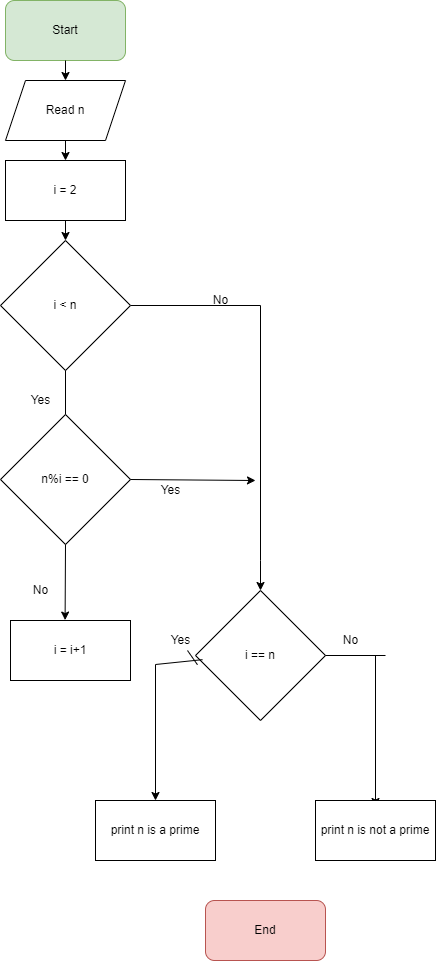 Start
Read n
i = 2
i < n
No
Yes
n%i == 0
Yes
No
i = i+1
Yes
i == n
No
print n is a prime
print n is not a prime
End